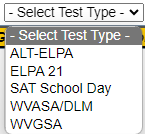 - Select Test Type -
- Select Test Type -
ALT-ELPA
ELPA 21
SAT School Day
WVASA/DLM
WVGSA